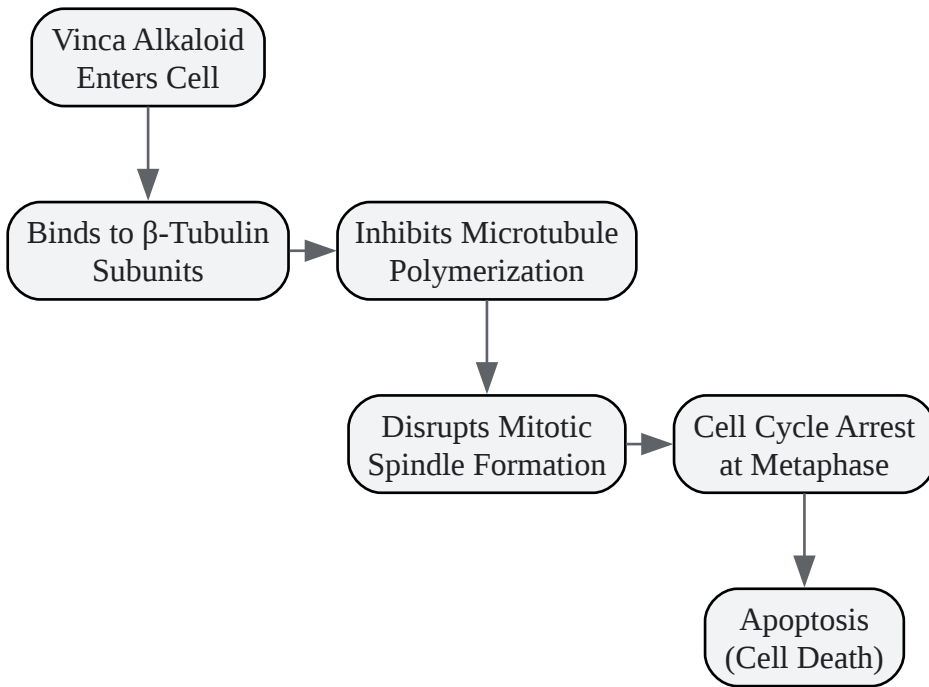 Vinca Alkaloid
Enters Cell
Binds to β-Tubulin
Subunits
Inhibits Microtubule
Polymerization
Disrupts Mitotic
Spindle Formation
Cell Cycle Arrest
at Metaphase
Apoptosis
(Cell Death)